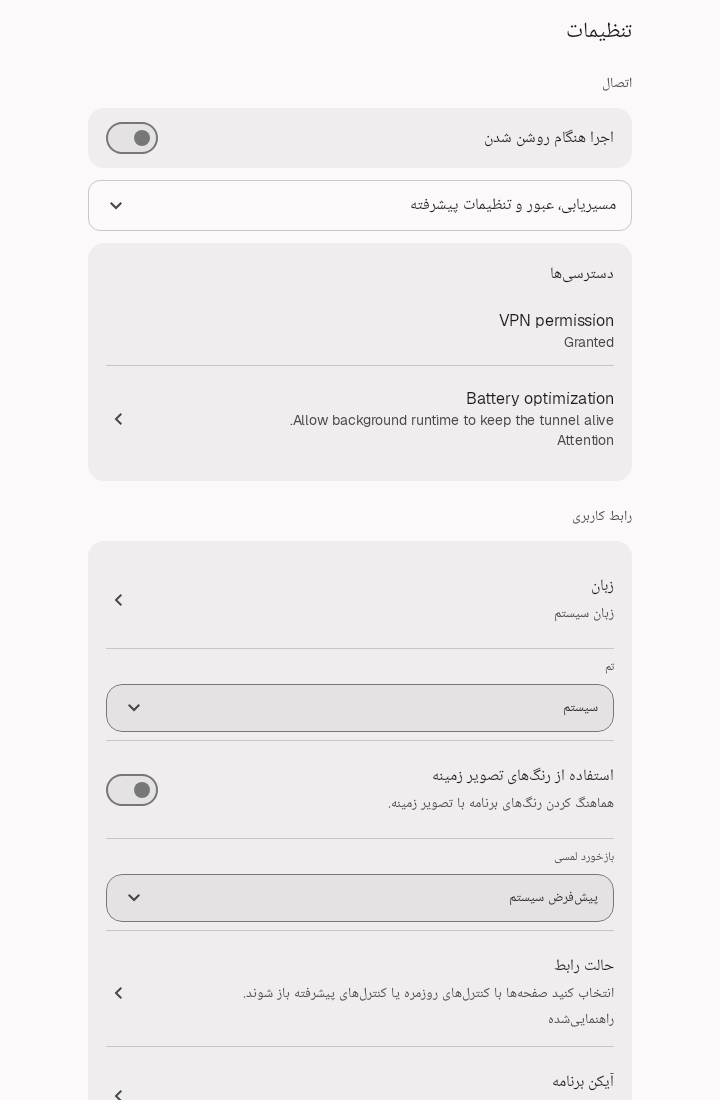 تنظیمات
اتصال
اجرا هنگام روشن شدن
مسیریابی، عبور و تنظیمات پیشرفته
دسترسی‌ها
VPN permission
Granted
Battery optimization
Allow background runtime to keep the tunnel alive.
Attention
رابط کاربری
زبان
زبان سیستم
تم
سیستم
استفاده از رنگ‌های تصویر زمینه
هماهنگ کردن رنگ‌های برنامه با تصویر زمینه.
بازخورد لمسی
پیش‌فرض سیستم
حالت رابط
انتخاب کنید صفحه‌ها با کنترل‌های روزمره یا کنترل‌های پیشرفته باز شوند.
راهنمایی‌شده
آیکن برنامه